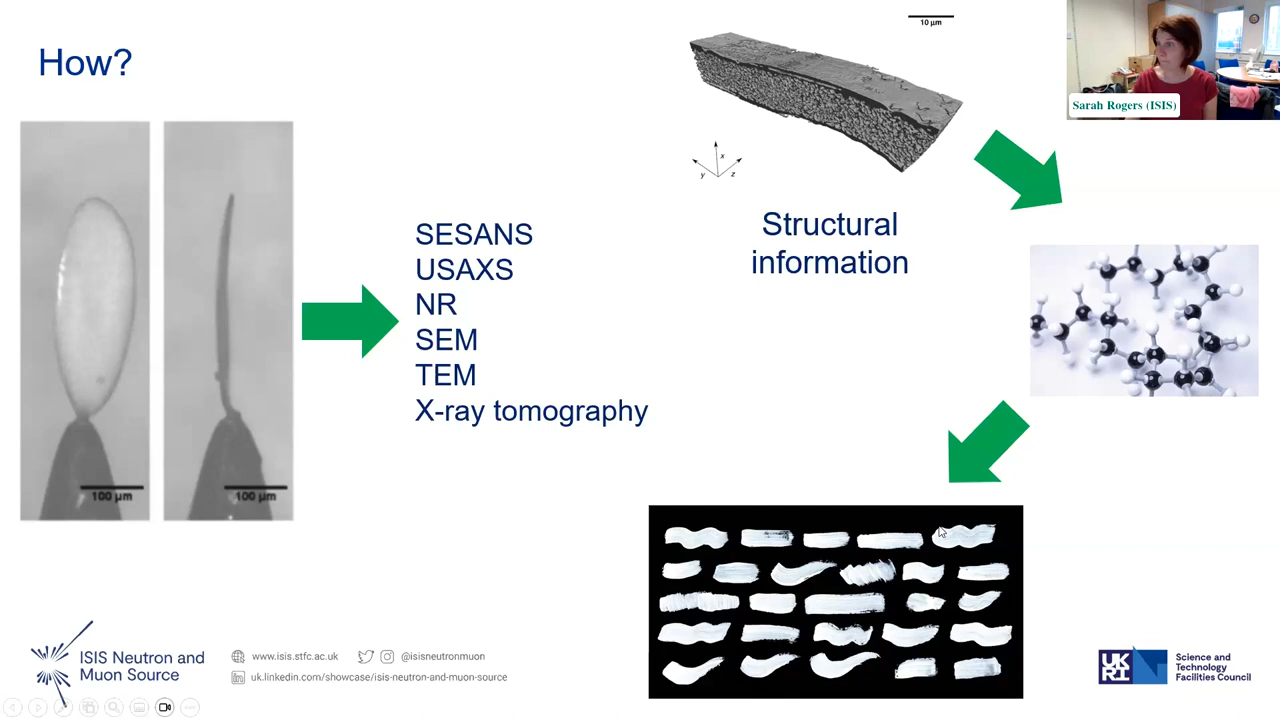 How?
10 µm
Sarah Rogers (ISIS)
x
y
z
SESANS
USAXS
NR
SEM
TEM
X-ray tomography
Structural
information
100 µm
100 µm
ISIS Neutron and
Muon Source
www.isis.stfc.ac.uk
@isisneutronmuon
uk.linkedin.com/showcase/isis-neutron-and-muon-source
UK
RI
Science and
Technology
Facilities Council